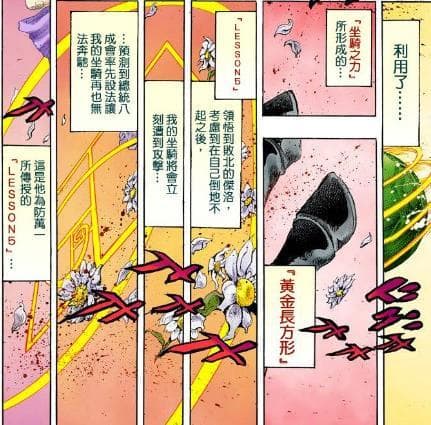 利用了……
『坐騎之力』
所形成的…
『黃金長方形』
『LESSON5』
領悟到敗北的傑洛,
考慮到在自己倒地不
起之後,
我的坐騎將會立
刻遭到攻擊…
…預測到總統八
成會率先設法讓
我的坐騎再也無
法奔馳…
這是他為防萬一
所傳授的
『LESSON5』…